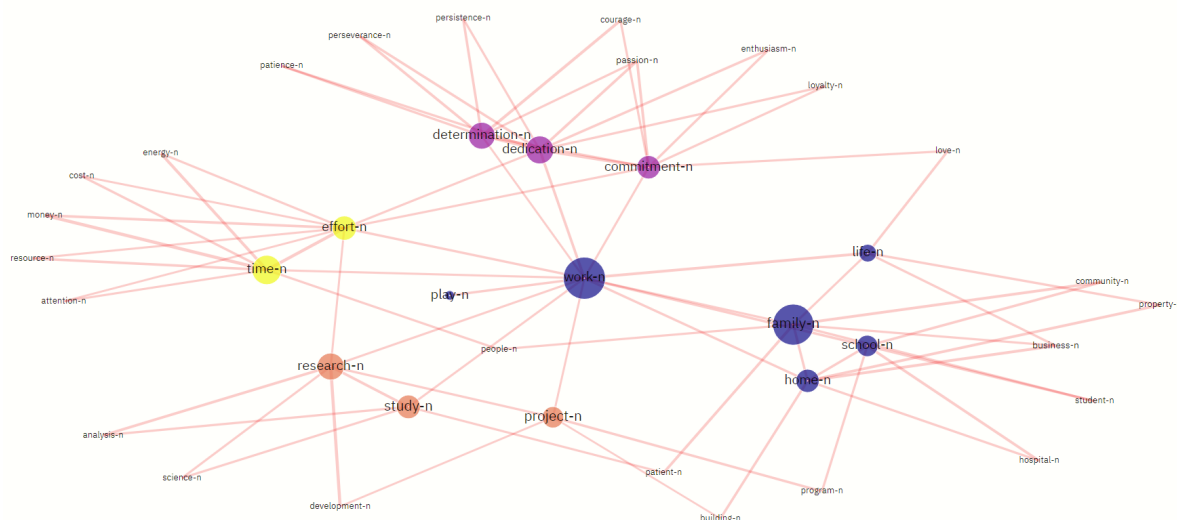 persistence-n
courage-n
perseverance-n
enthusiasm-n
passion-n
patience-n
loyalty-n
determination-n
dedication-n
energy-n
love-n
commitment-n
cost-n
money-n
effort-n
life-n
resource-n
time-n
work-n
community-n
attention-n
play-n
property-
family-n
people-n
school-n
business-n
research-n
home-n
study-n
project-n
student-n
analysis-n
hospital-n
science-n
patient-n
program-n
development-n
building-n